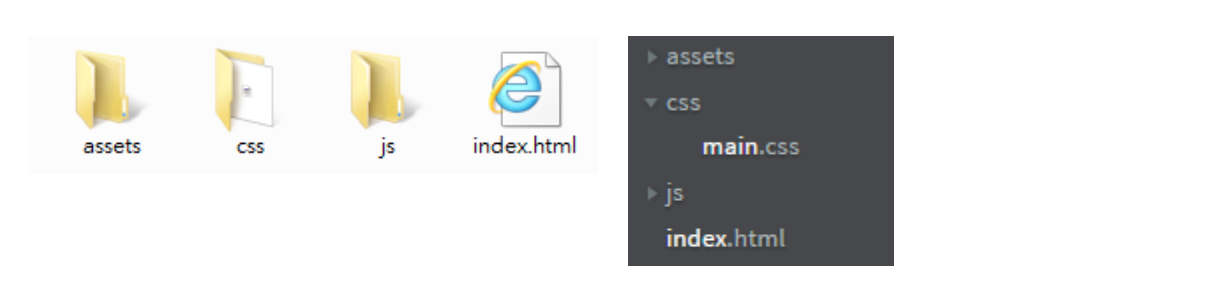 assets css js index.html
assets
css
main.css
js
index.html